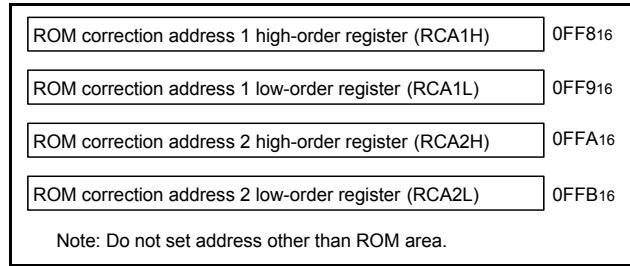 ROM correction address 1 high-order register (RCA1H) 0FF816
ROM correction address 1 low-order register (RCA1L) 0FF916
ROM correction address 2 high-order register (RCA2H) 0FFA16
ROM correction address 2 low-order register (RCA2L) 0FFB16
Note: Do not set address other than ROM area.